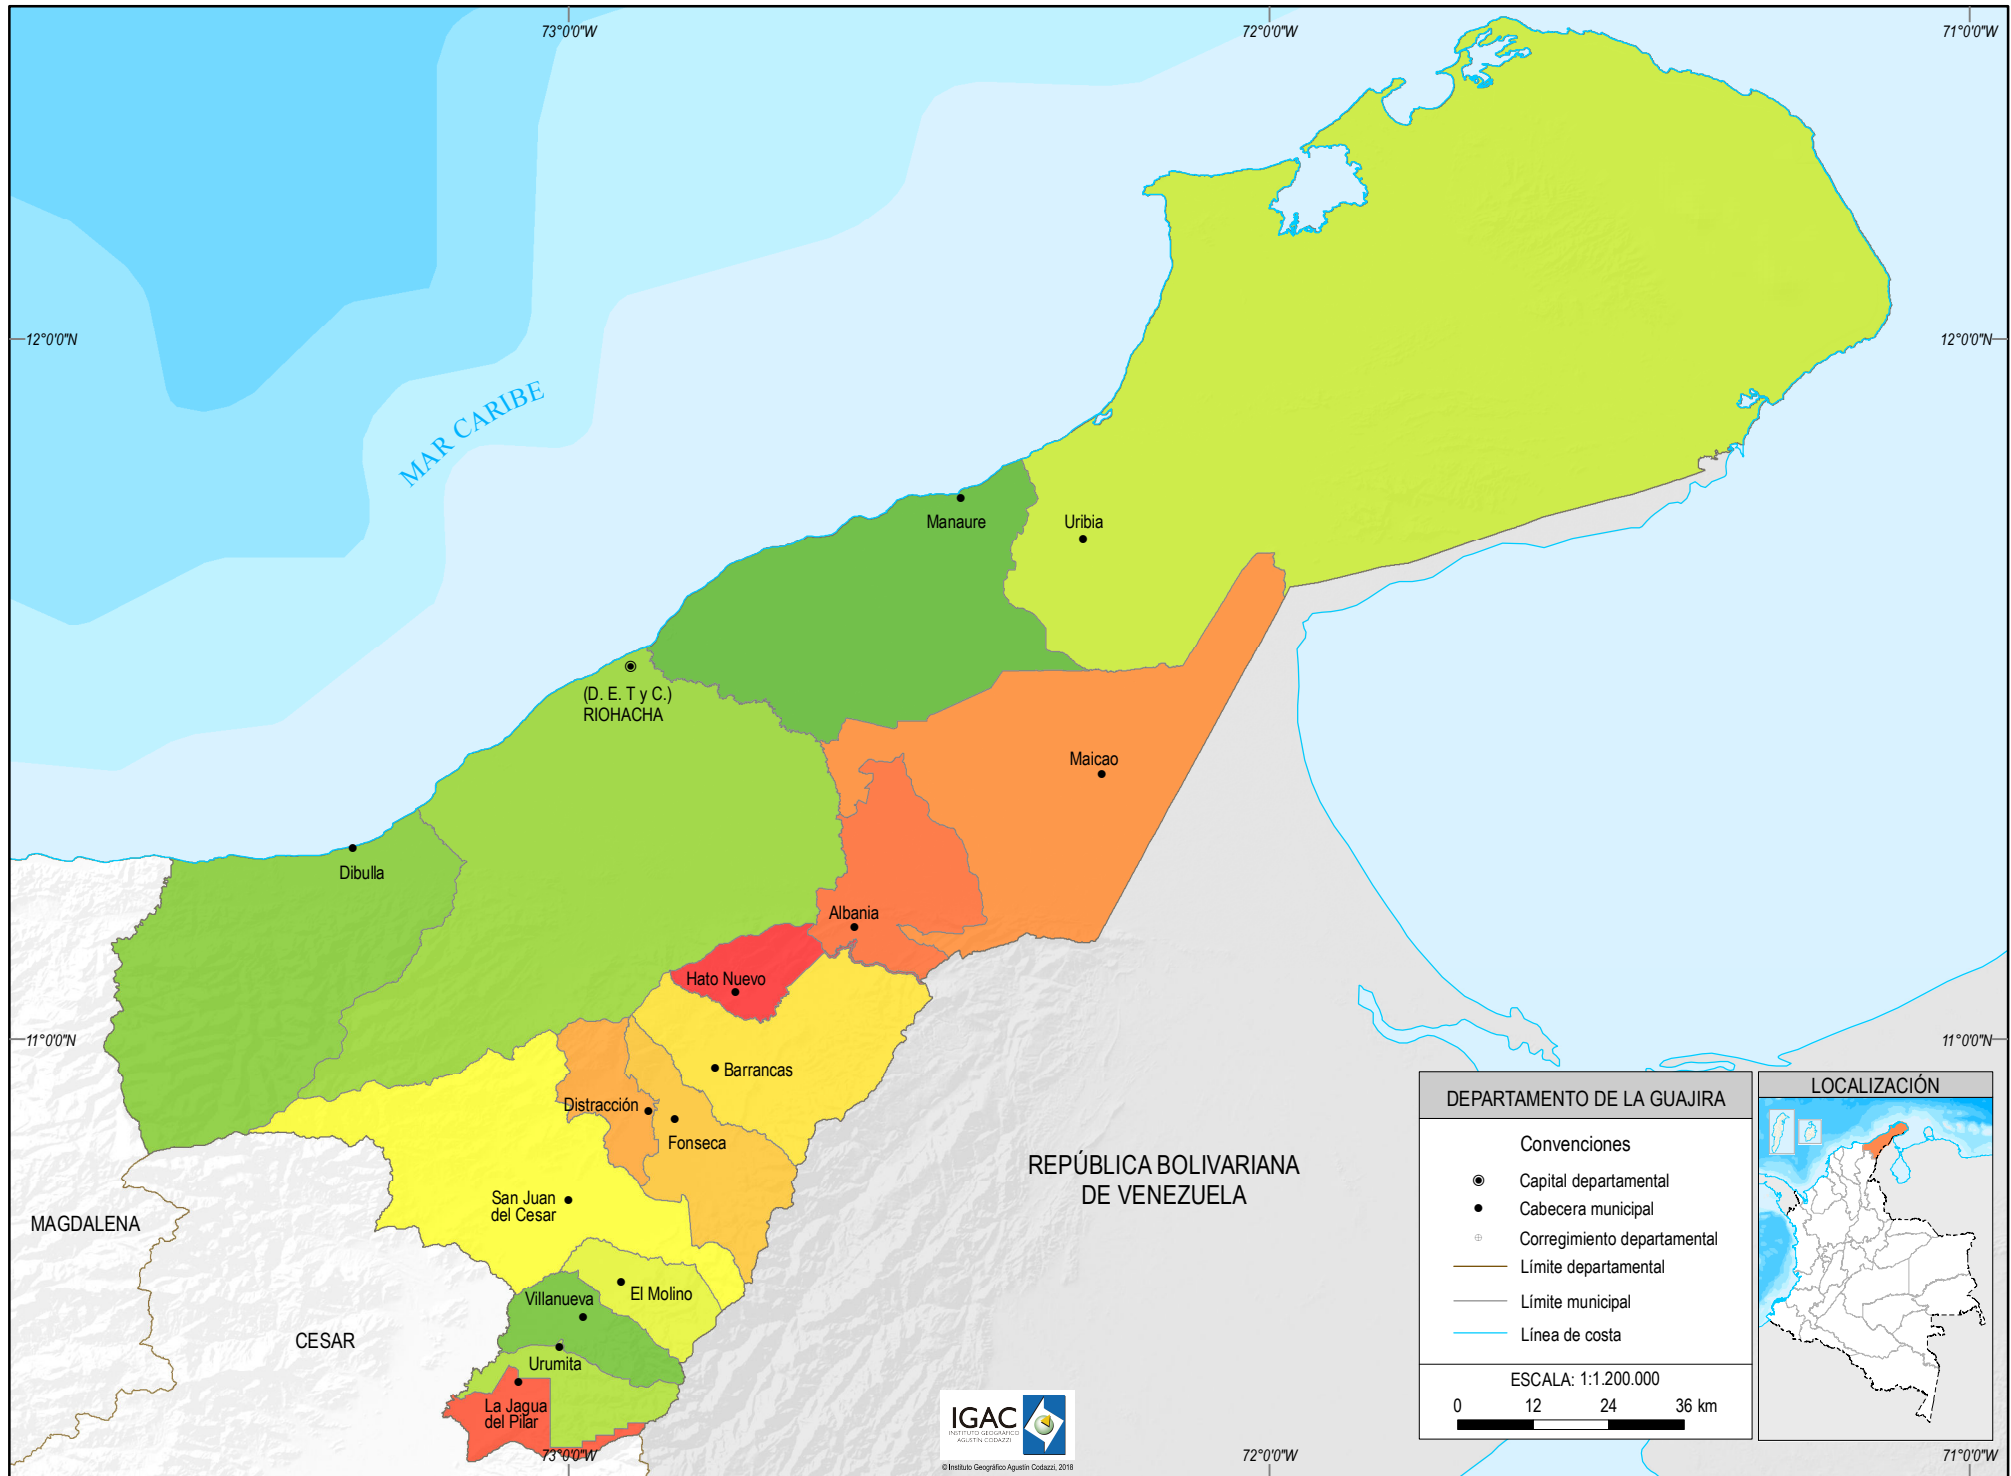 73°0'0"W
72°0'0"W
71°0'0"W
12°0'0"N
12°0'0"N
MAR CARIBE
Manaure
Uribia
(D. E. T y C.)
RIOHACHA
Maicao
Dibulla
Albania
Hato Nuevo
11°0'0"N
11°0'0"N
Barrancas
Distracción
Fonseca
San Juan
del Cesar
El Molino
Villanueva
Urumita
La Jagua
del Pilar
MAGDALENA
CESAR
REPÚBLICA BOLIVARIANA
DE VENEZUELA
DEPARTAMENTO DE LA GUAJIRA
Convenciones
Capital departamental
Cabecera municipal
Corregimiento departamental
Límite departamental
Límite municipal
Línea de costa
ESCALA: 1:1.200.000
0 12 24 36 km
LOCALIZACIÓN
IGAC
INSTITUTO GEOGRÁFICO
AGUSTÍN CODAZZI
© Instituto Geográfico Agustín Codazzi, 2018
73°0'0"W
72°0'0"W
71°0'0"W